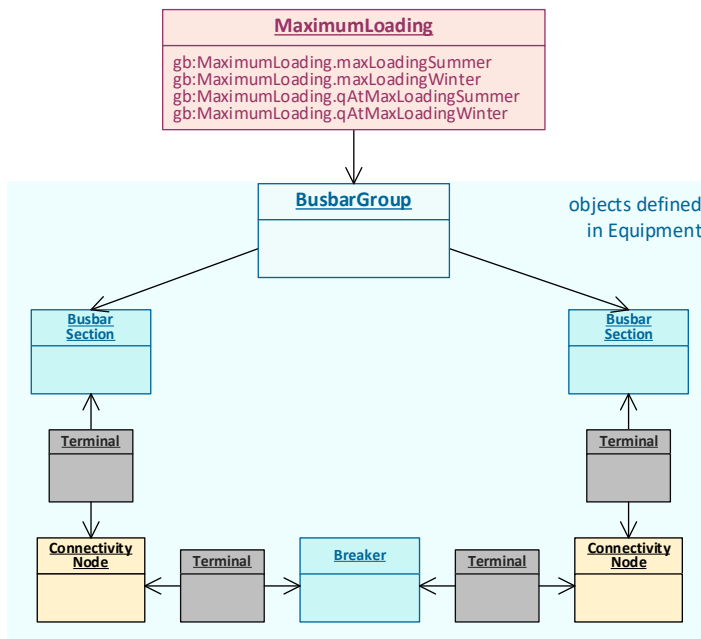 MaximumLoading
gb:MaximumLoading.maxLoadingSummer
gb:MaximumLoading.maxLoadingWinter
gb:MaximumLoading.qAtMaxLoadingSummer
gb:MaximumLoading.qAtMaxLoadingWinter
BusbarGroup
objects defined
in Equipment
Busbar
Section
Busbar
Section
Terminal
Terminal
Connectivity
Node
Terminal
Breaker
Terminal
Connectivity
Node